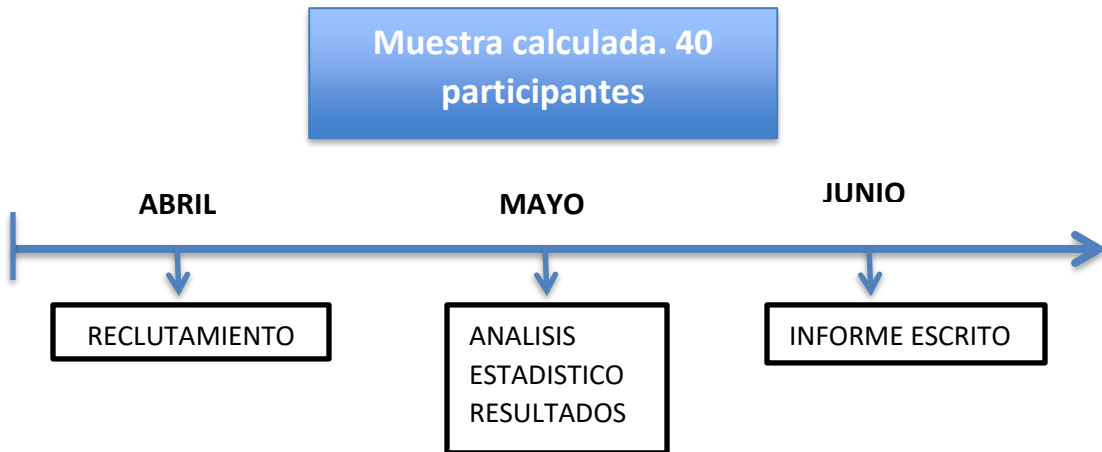 Muestra calculada. 40
participantes
ABRIL
MAYO
JUNIO
RECLUTAMIENTO
ANALISIS
ESTADISTICO
RESULTADOS
INFORME ESCRITO